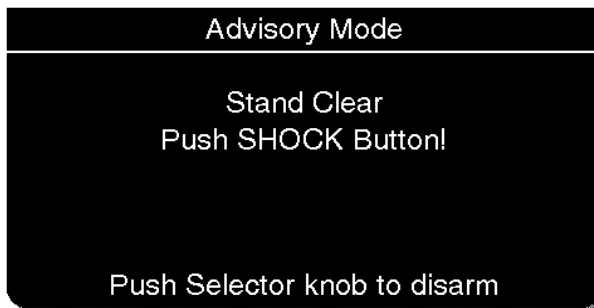 Advisory Mode
Stand Clear
Push SHOCK Button!
Push Selector knob to disarm